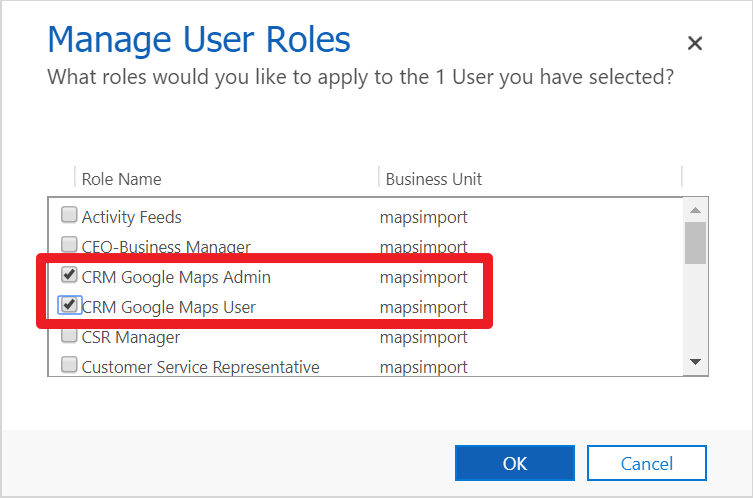 Manage User Roles
What roles would you like to apply to the 1 User you have selected?
Role Name Business Unit
Activity Feeds mapsimport
CEO-Business Manager mapsimport
CRM Google Maps Admin mapsimport
CRM Google Maps User mapsimport
CSR Manager mapsimport
Customer Service Representative mapsimport
OK Cancel